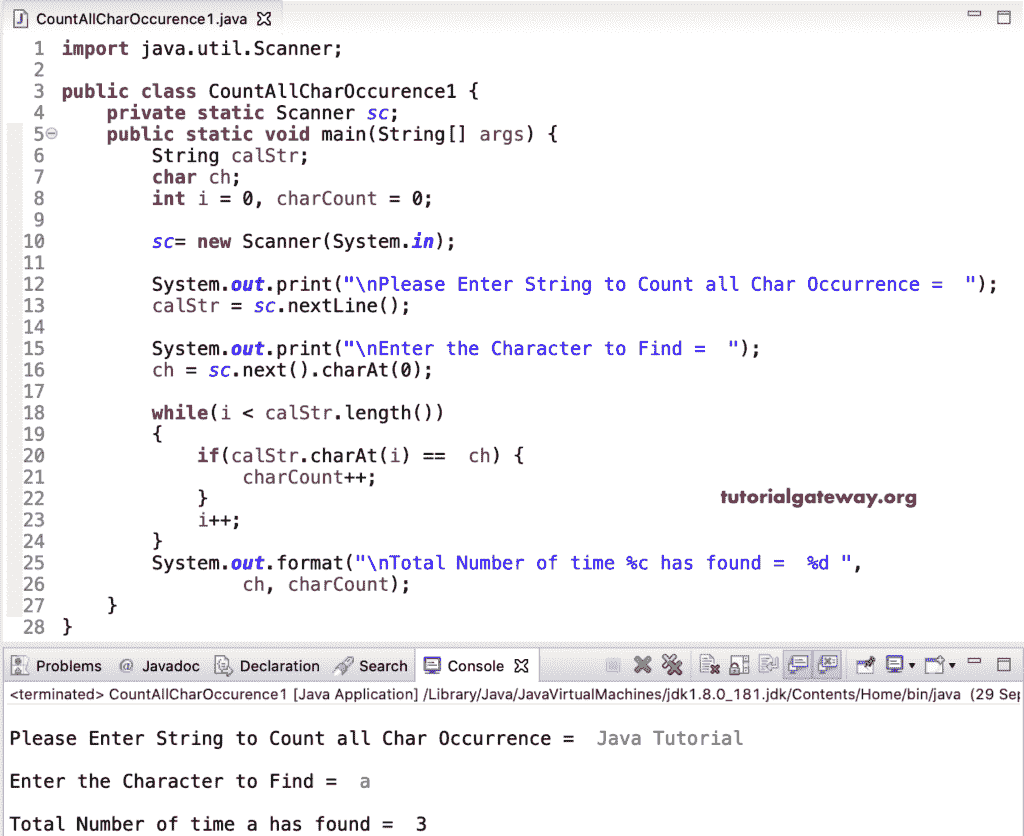 CountAllCharOccurence1.java
1 import java.util.Scanner;
2
3 public class CountAllCharOccurence1 {
4     private static Scanner sc;
5     public static void main(String[] args) {
6         String calStr;
7         char ch;
8         int i = 0, charCount = 0;
9
10         sc= new Scanner(System.in);
11
12         System.out.print("\nPlease Enter String to Count all Char Occurrence =  ");
13         calStr = sc.nextLine();
14
15         System.out.print("\nEnter the Character to Find =  ");
16         ch = sc.next().charAt(0);
17
18         while(i < calStr.length())
19         {
20             if(calStr.charAt(i) ==  ch) {
21                 charCount++;
22             }
tutorialgateway.org
23             i++;
24         }
25         System.out.format("\nTotal Number of time %c has found =  %d ",
26                 ch, charCount);
27     }
28 }
Problems @ Javadoc Declaration Search Console
<terminated> CountAllCharOccurence1 [Java Application] /Library/Java/JavaVirtualMachines/jdk1.8.0_181.jdk/Contents/Home/bin/java (29 Sep
Please Enter String to Count all Char Occurrence =  Java Tutorial
Enter the Character to Find =  a
Total Number of time a has found =  3